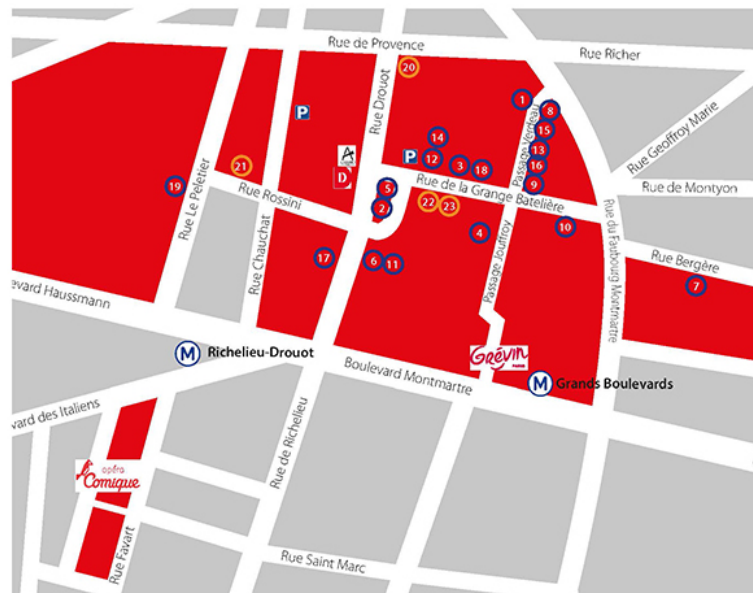 Rue de Provence
Rue Richer
20
1
8
Rue Drouot
Passage Verdeau
Rue Geoffroy Marie
P
14
15
A
P
12
3
18
13
16
9
D
21
19
Rue Le Peletier
Rue Rossini
5
2
Rue de la Grange Batelière
Rue de Montyon
22
23
4
10
Rue Chauchat
17
6
11
Passage Jouffroy
Rue du Faubourg Montmartre
Rue Bergère
7
evard Haussmann
M
Richelieu-Drouot
Boulevard Montmartre
GRÉVIN
PARIS
M
Grands Boulevards
vard des Italiens
Rue de Richelieu
opéra
Comique
Rue Favart
Rue Saint Marc